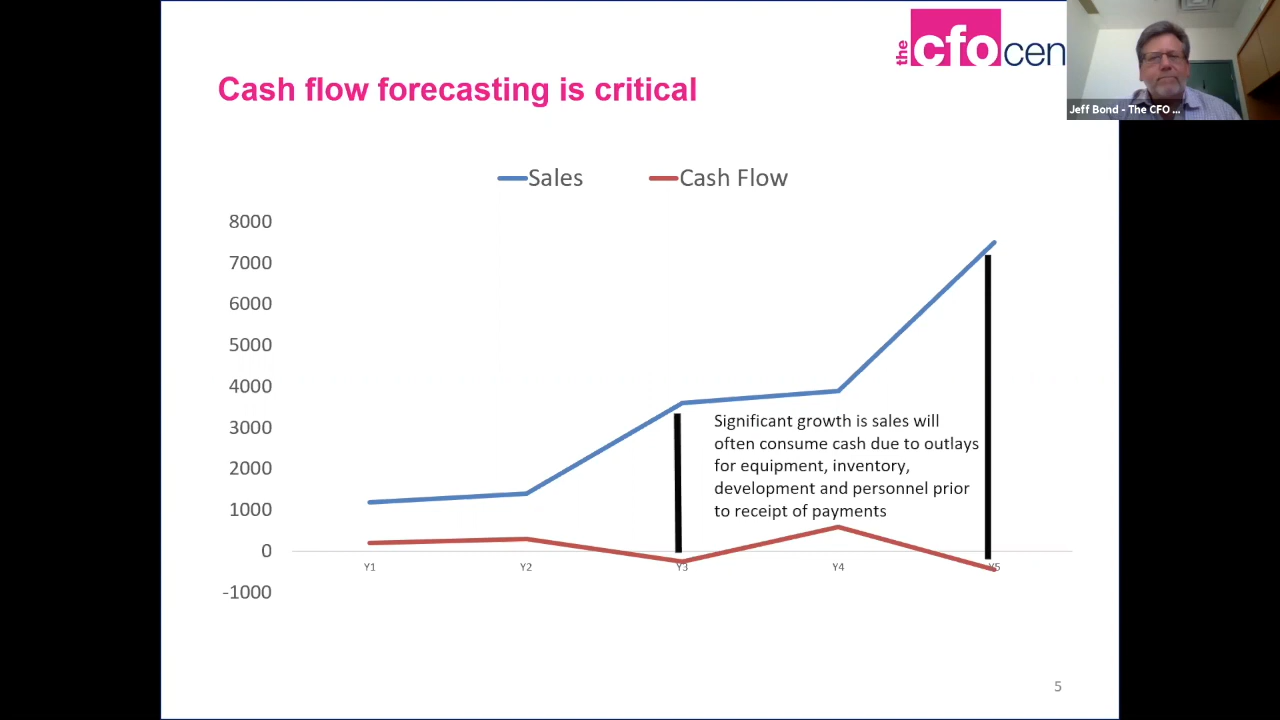 the cfo cen
Jeff Bond - The CFO ...
Cash flow forecasting is critical
Sales Cash Flow
8000
7000
6000
5000
4000
3000
2000
1000
0
-1000
Significant growth is sales will
often consume cash due to outlays
for equipment, inventory,
development and personnel prior
to receipt of payments
Y1 Y2 Y3 Y4 Y5
5